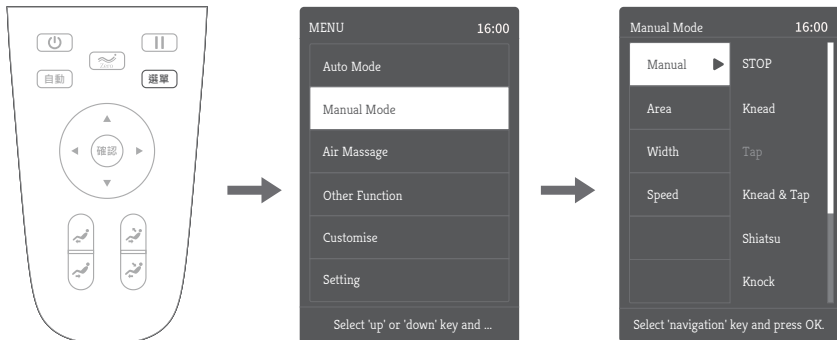 Zero
自動
選單
確認
MENU 16:00
Auto Mode
Manual Mode
Air Massage
Other Function
Customise
Setting
Select 'up' or 'down' key and ...
Manual Mode 16:00
Manual STOP
Area Knead
Width Tap
Speed Knead & Tap
Shiatsu
Knock
Select 'navigation' key and press OK.